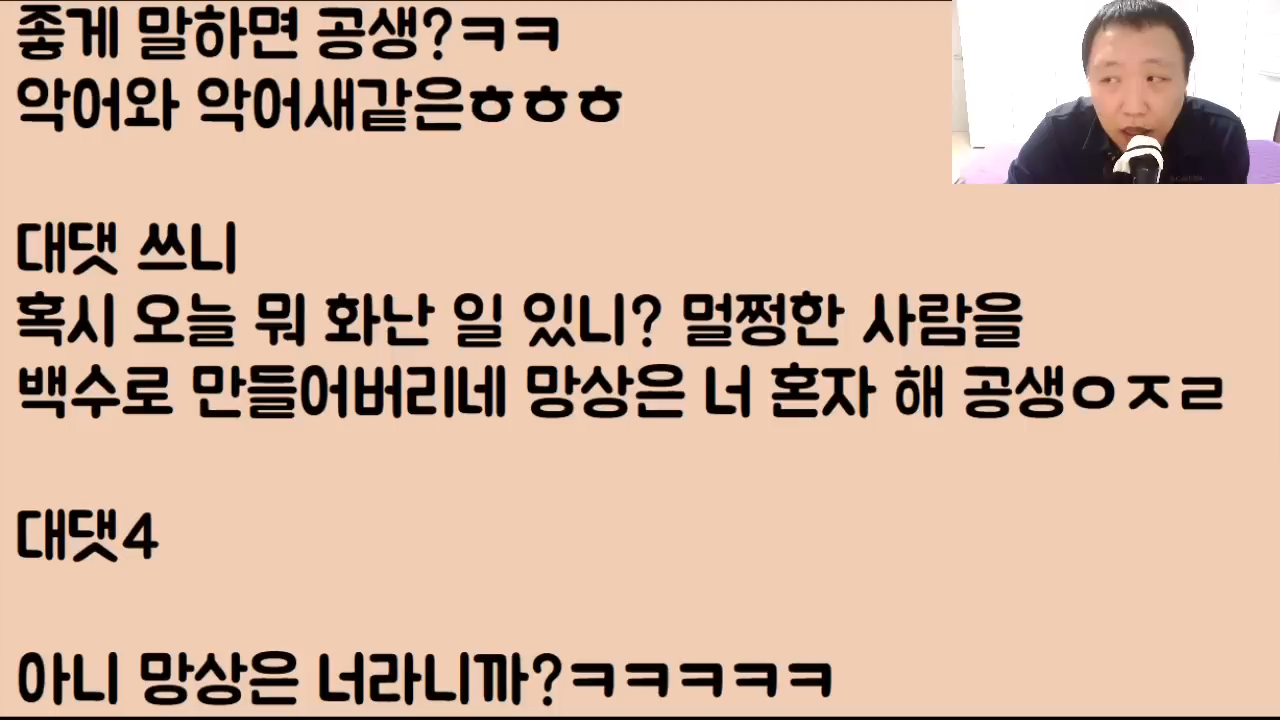 좋게 말하면 공생?ㅋㅋ
악어와 악어새같은ㅎㅎㅎ
대댓 쓰니
혹시 오늘 뭐 화난 일 있니? 멀쩡한 사람을
백수로 만들어버리네 망상은 너 혼자 해 공생ㅇㅈㄹ
대댓4
아니 망상은 너라니까?ㅋㅋㅋㅋㅋ